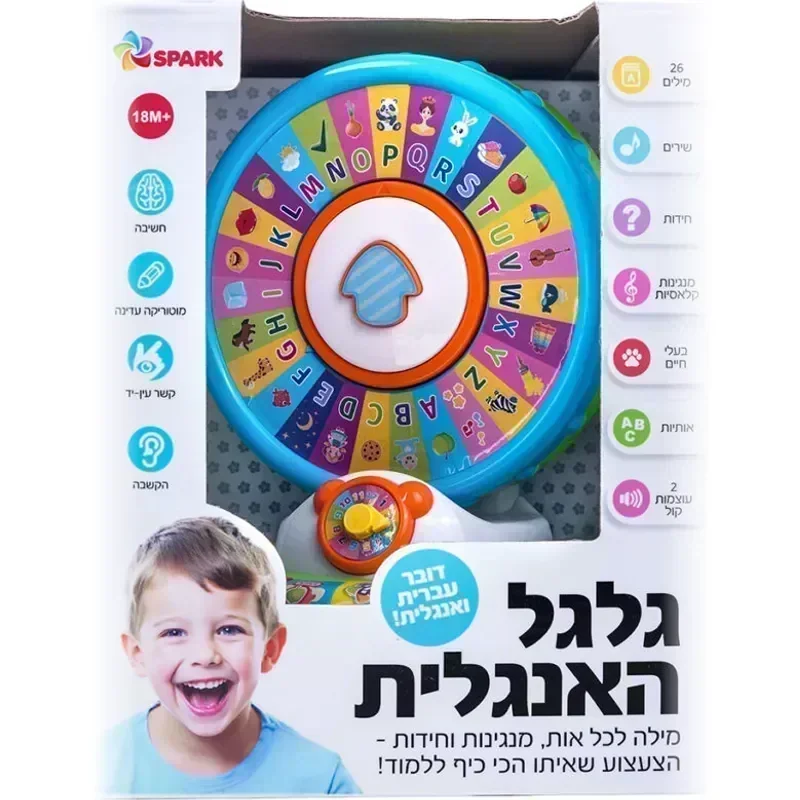 SPARK
18M+
חשיבה
מוטוריקה עדינה
קשר עין-יד
הקשבה
26
מילים
שירים
חידות
מנגינות
קלאסיות
בעלי
חיים
אותיות
AB
C
2
עוצמות
קול
A B C D E F G H I J K L M N O P Q R S T U V W X Y Z
דובר
עברית
ואנגלית!
גלגל
האנגלית
מילה לכל אות, מנגינות וחידות -
הצעצוע שאיתו הכי כיף ללמוד!